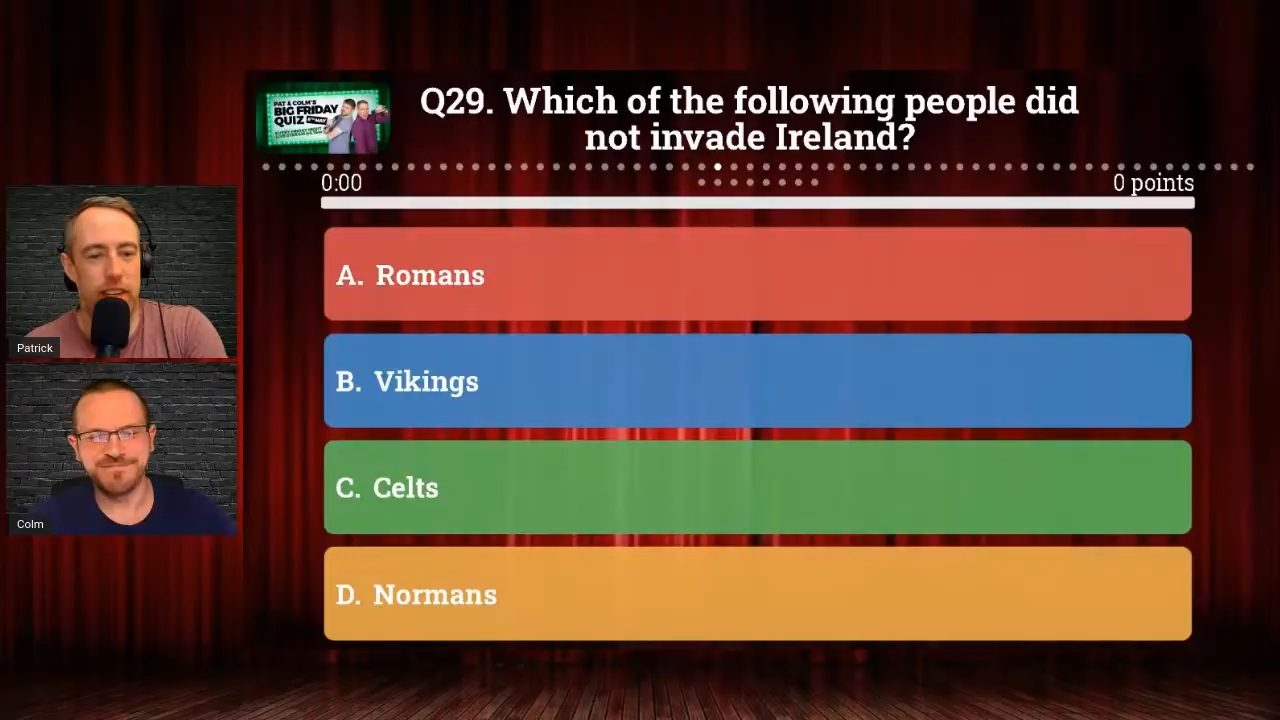 PAT & COLM'S
BIG FRIDAY
QUIZ
Q29. Which of the following people did
not invade Ireland?
0:00
0 points
A. Romans
B. Vikings
C. Celts
D. Normans
Patrick
Colm